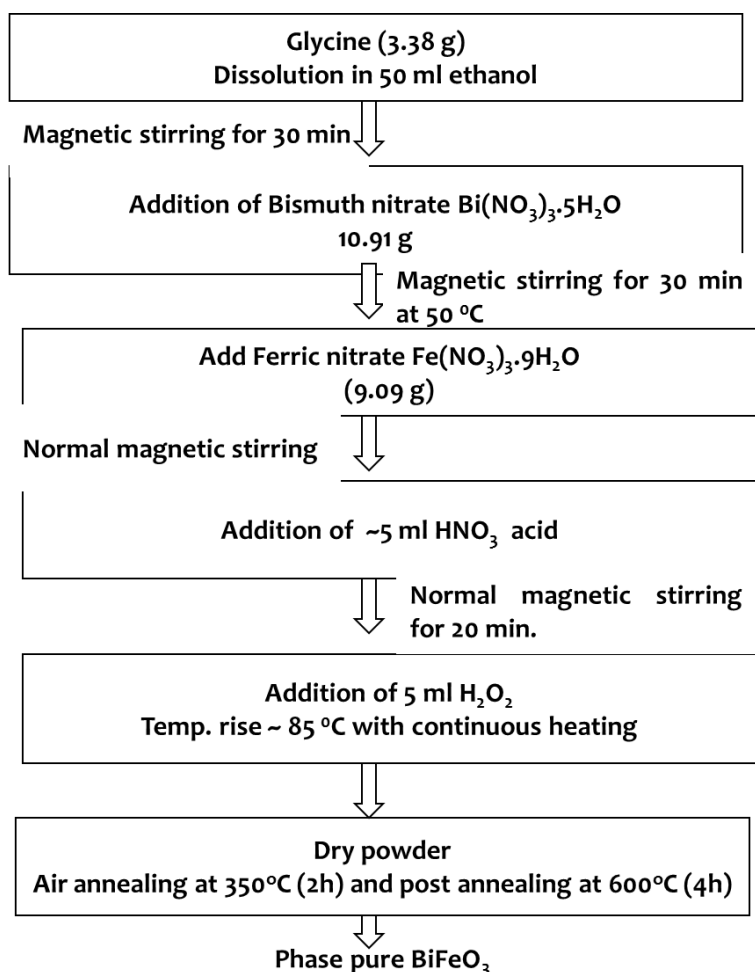 Glycine (3.38 g)
Dissolution in 50 ml ethanol
Magnetic stirring for 30 min
Addition of Bismuth nitrate Bi(NO₃)₃.5H₂O
10.91 g
Magnetic stirring for 30 min
at 50 ⁰C
Add Ferric nitrate Fe(NO₃)₃.9H₂O
(9.09 g)
Normal magnetic stirring
Addition of ~5 ml HNO₃ acid
Normal magnetic stirring
for 20 min.
Addition of 5 ml H₂O₂
Temp. rise ~ 85 ⁰C with continuous heating
Dry powder
Air annealing at 350⁰C (2h) and post annealing at 600⁰C (4h)
Phase pure BiFeO₃